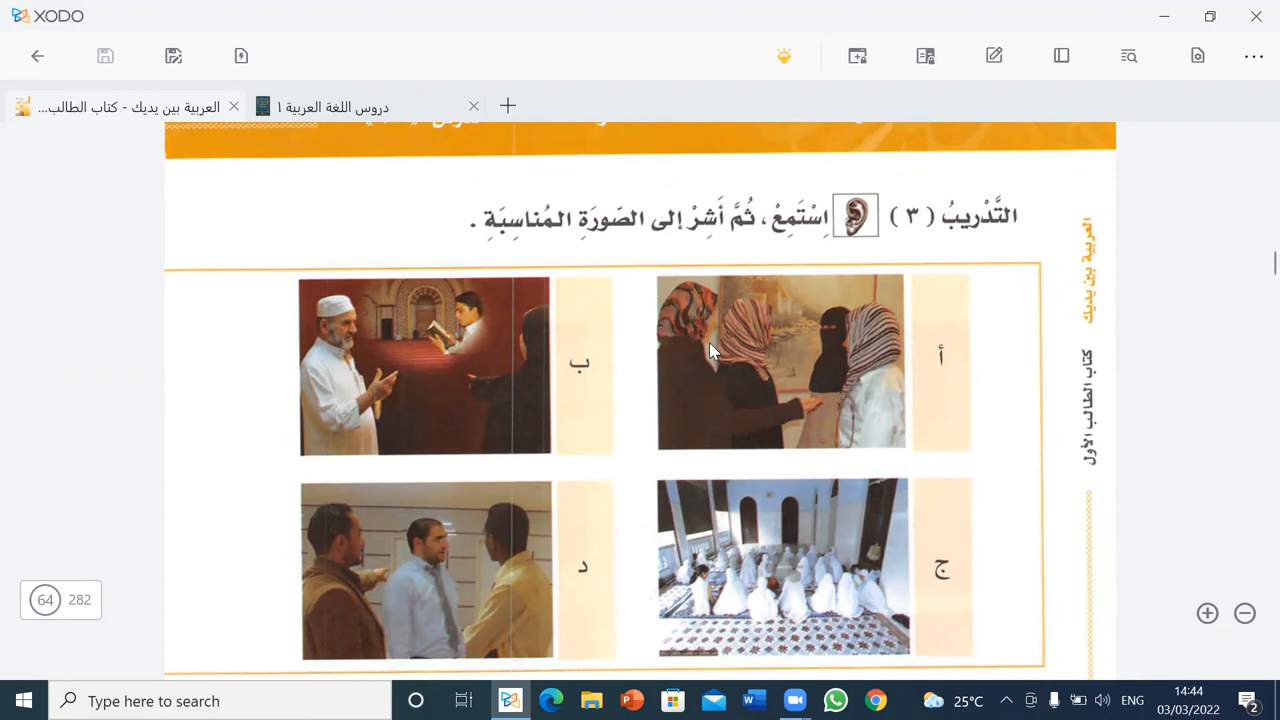 XODO
العربية بين يديك - كتاب الطالب...
دروس اللغة العربية ١
التَّدْرِيبُ ( ٣ ) اِسْتَمِعْ ، ثُمَّ أَشِرْ إلى الصّورَةِ المُناسِبَةِ .
أ
ب
ج
د
العربية بين يديك
كتاب الطالب الأول
64 282
Type here to search
25°C
ENG
14:44
03/03/2022
2